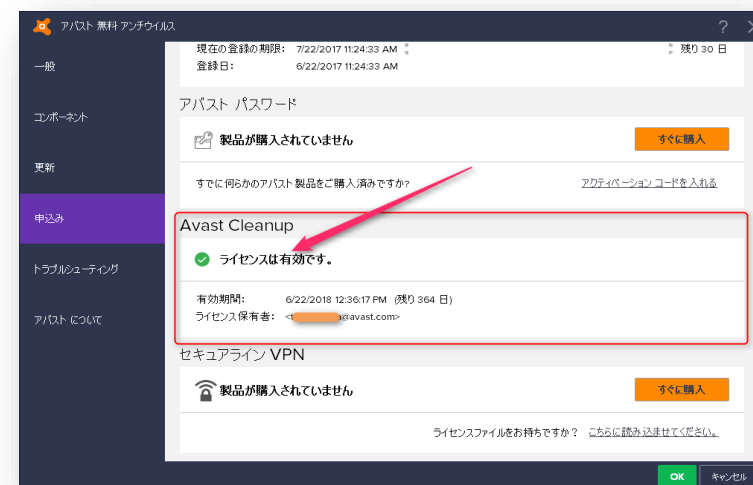 アバスト 無料 アンチウイルス
?
一般
コンポーネント
更新
申込み
トラブルシューティング
アバスト について
現在の登録の期限: 7/22/2017 11:24:33 AM 残り 30 日
登録日: 6/22/2017 11:24:33 AM
アバスト パスワード
製品が購入されていません すぐに購入
すでに何らかのアバスト製品をご購入済みですか? アクティベーション コードを入れる
Avast Cleanup
ライセンスは有効です。
有効期間: 6/22/2018 12:36:17 PM (残り 364 日)
ライセンス保有者: @avast.com>
セキュアライン VPN
製品が購入されていません すぐに購入
ライセンスファイルをお持ちですか? こちらに読み込ませてください。
OK キャンセル